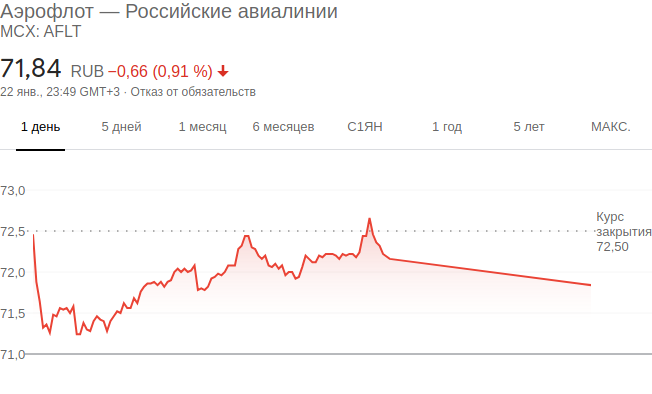 Аэрофлот — Российские авиалинии
MCX: AFLT
71,84 RUB −0,66 (0,91 %)
22 янв., 23:49 GMT+3 · Отказ от обязательств
1 день 5 дней 1 месяц 6 месяцев С1ЯН 1 год 5 лет МАКС.
73,0
Курс
72,5 закрытия
72,50
72,0
71,5
71,0